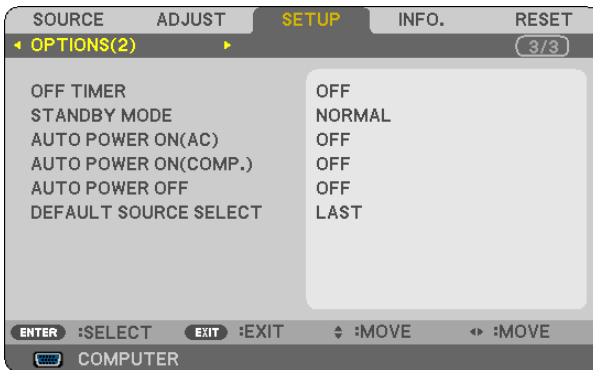 SOURCE ADJUST SETUP INFO. RESET
OPTIONS(2) 3/3
OFF TIMER OFF
STANDBY MODE NORMAL
AUTO POWER ON(AC) OFF
AUTO POWER ON(COMP.) OFF
AUTO POWER OFF OFF
DEFAULT SOURCE SELECT LAST
ENTER :SELECT EXIT :EXIT :MOVE :MOVE
COMPUTER